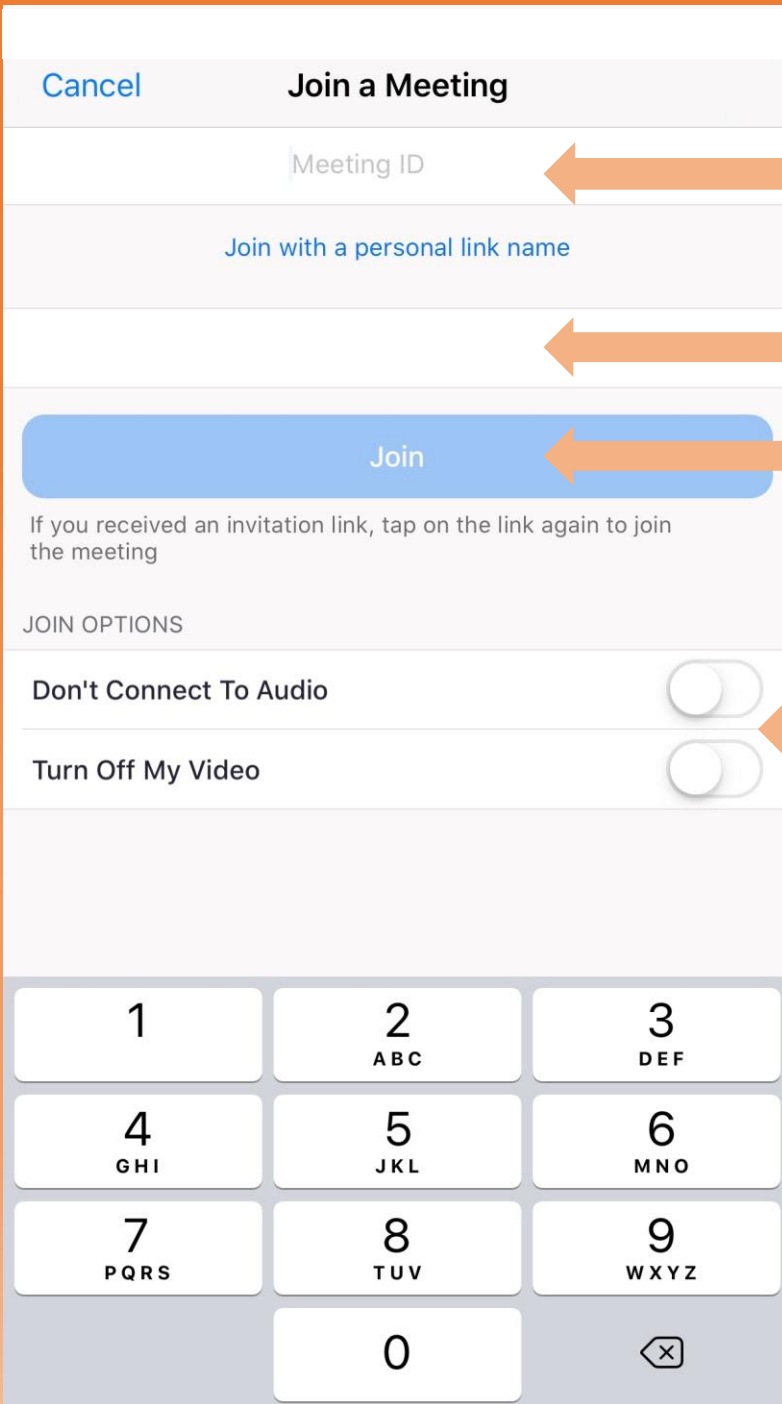 Cancel Join a Meeting
Meeting ID
Join with a personal link name
Join
If you received an invitation link, tap on the link again to join
the meeting
JOIN OPTIONS
Don't Connect To Audio
Turn Off My Video
1 2 3
ABC DEF
4 5 6
GHI JKL MNO
7 8 9
PQRS TUV WXYZ
0